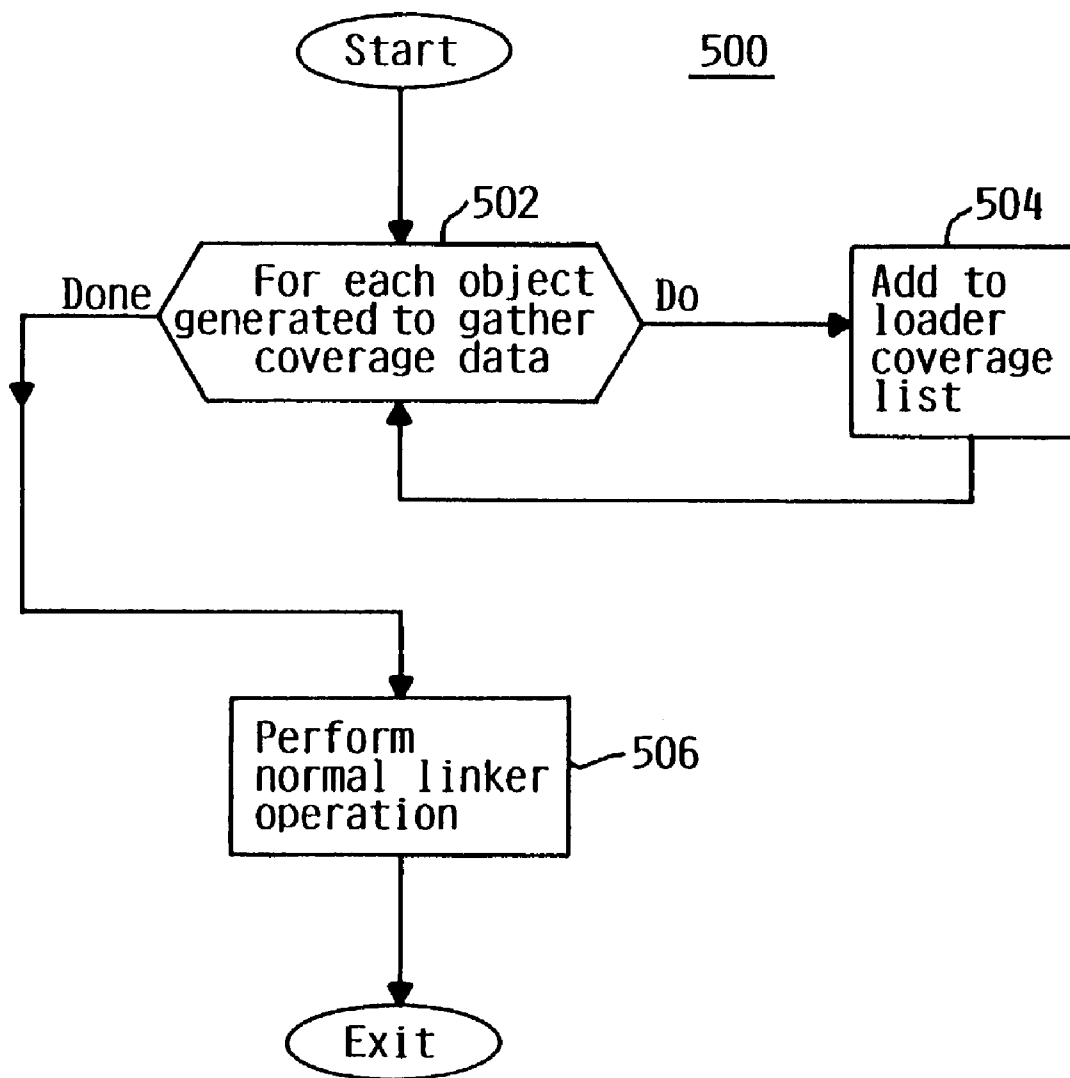 Start
500
502
504
Done
For each object
generated to gather
coverage data
Do
Add to
loader
coverage
list
Perform
normal linker
operation
506
Exit